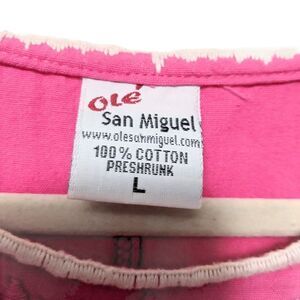 Olé
San Miguel
www.olesanmiguel.com
100% COTTON
PRESHRUNK
L